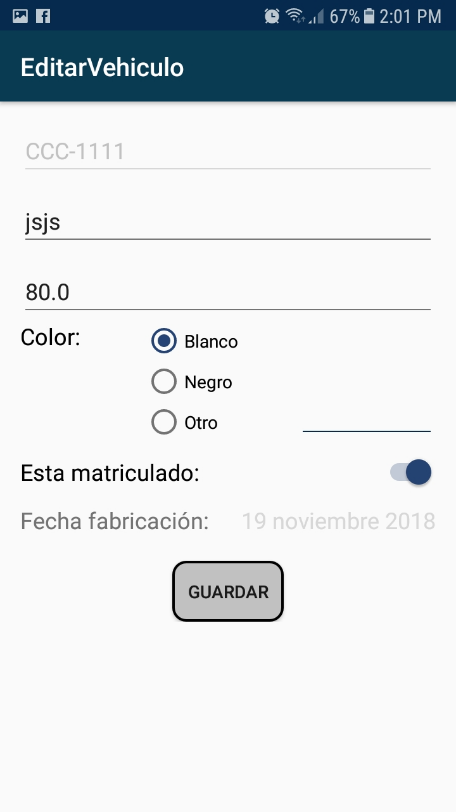 67% 2:01 PM
EditarVehiculo
CCC-1111
jsjs
80.0
Color:
Blanco
Negro
Otro
Esta matriculado:
Fecha fabricación: 19 noviembre 2018
GUARDAR